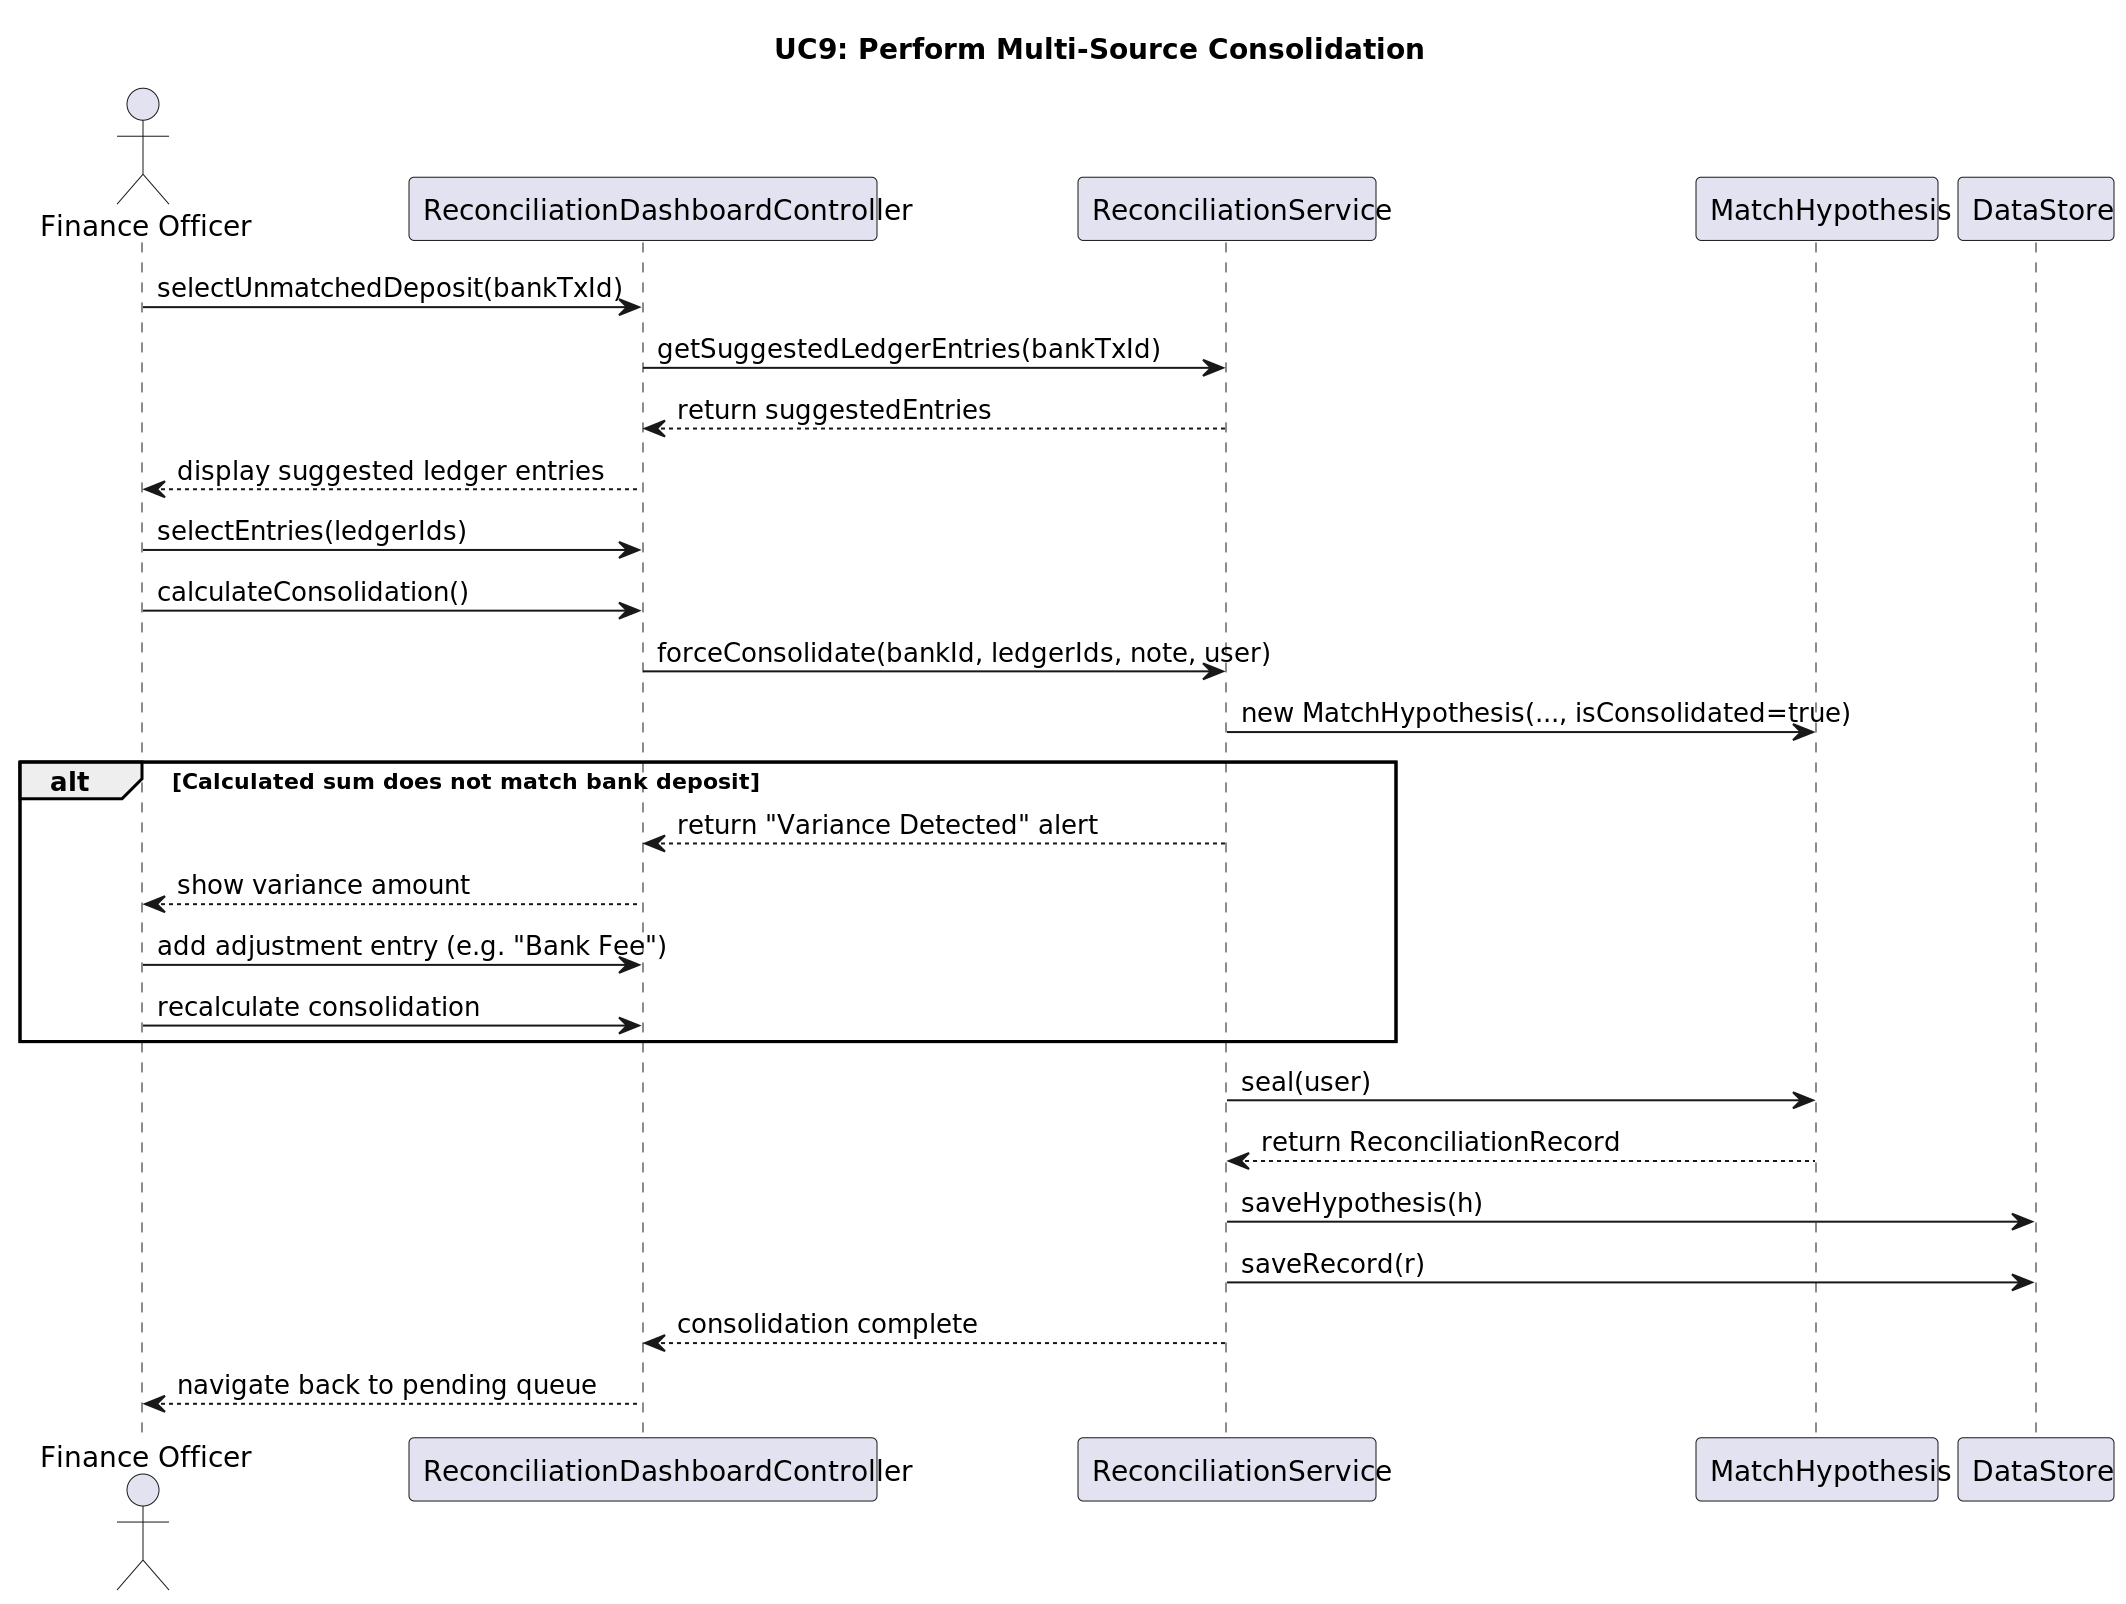 UC9: Perform Multi-Source Consolidation
Finance Officer
ReconciliationDashboardController
ReconciliationService
MatchHypothesis
DataStore
selectUnmatchedDeposit(bankTxId)
getSuggestedLedgerEntries(bankTxId)
return suggestedEntries
display suggested ledger entries
selectEntries(ledgerIds)
calculateConsolidation()
forceConsolidate(bankId, ledgerIds, note, user)
new MatchHypothesis(..., isConsolidated=true)
alt
[Calculated sum does not match bank deposit]
return "Variance Detected" alert
show variance amount
add adjustment entry (e.g. "Bank Fee")
recalculate consolidation
seal(user)
return ReconciliationRecord
saveHypothesis(h)
saveRecord(r)
consolidation complete
navigate back to pending queue
Finance Officer
ReconciliationDashboardController
ReconciliationService
MatchHypothesis
DataStore